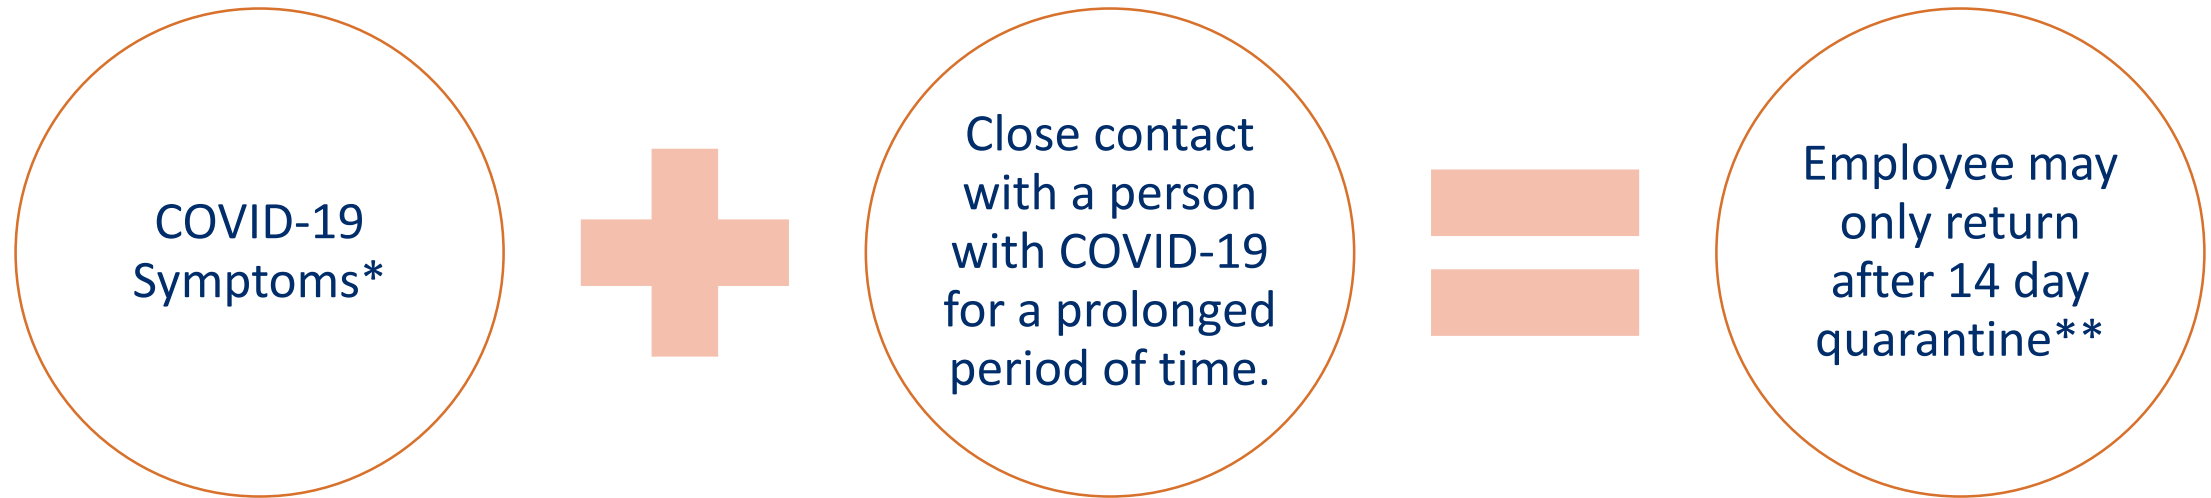 COVID-19
Symptoms*
Close contact
with a person
with COVID-19
for a prolonged
period of time.
Employee may
only return
after 14 day
quarantine**